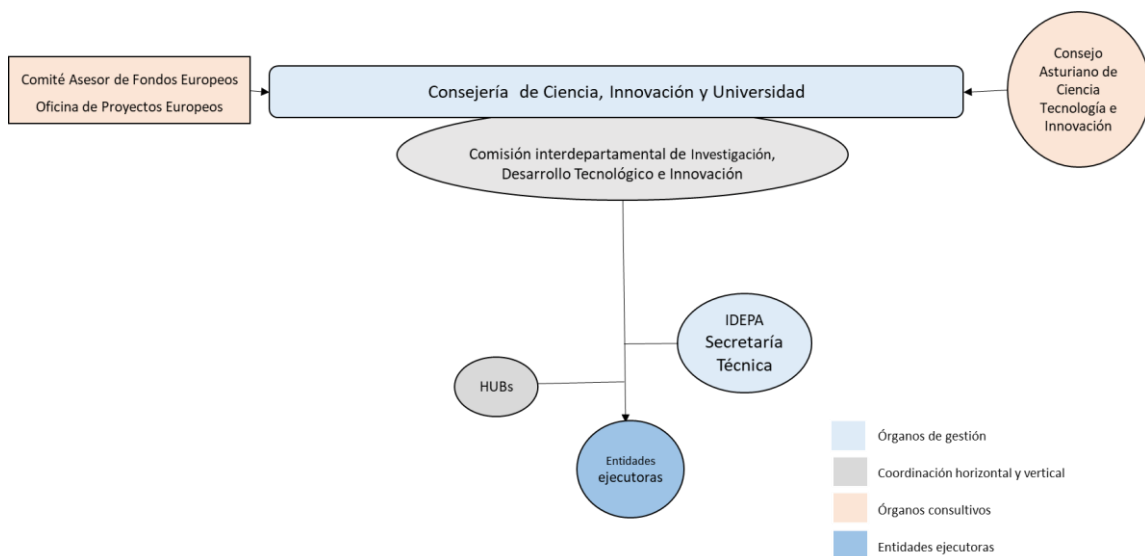 Comité Asesor de Fondos Europeos
Oficina de Proyectos Europeos
Consejería de Ciencia, Innovación y Universidad
Consejo
Asturiano de
Ciencia
Tecnología e
Innovación
Comisión interdepartamental de Investigación,
Desarrollo Tecnológico e Innovación
IDEPA
Secretaría
Técnica
HUBs
Entidades
ejecutoras
Órganos de gestión
Coordinación horizontal y vertical
Órganos consultivos
Entidades ejecutoras